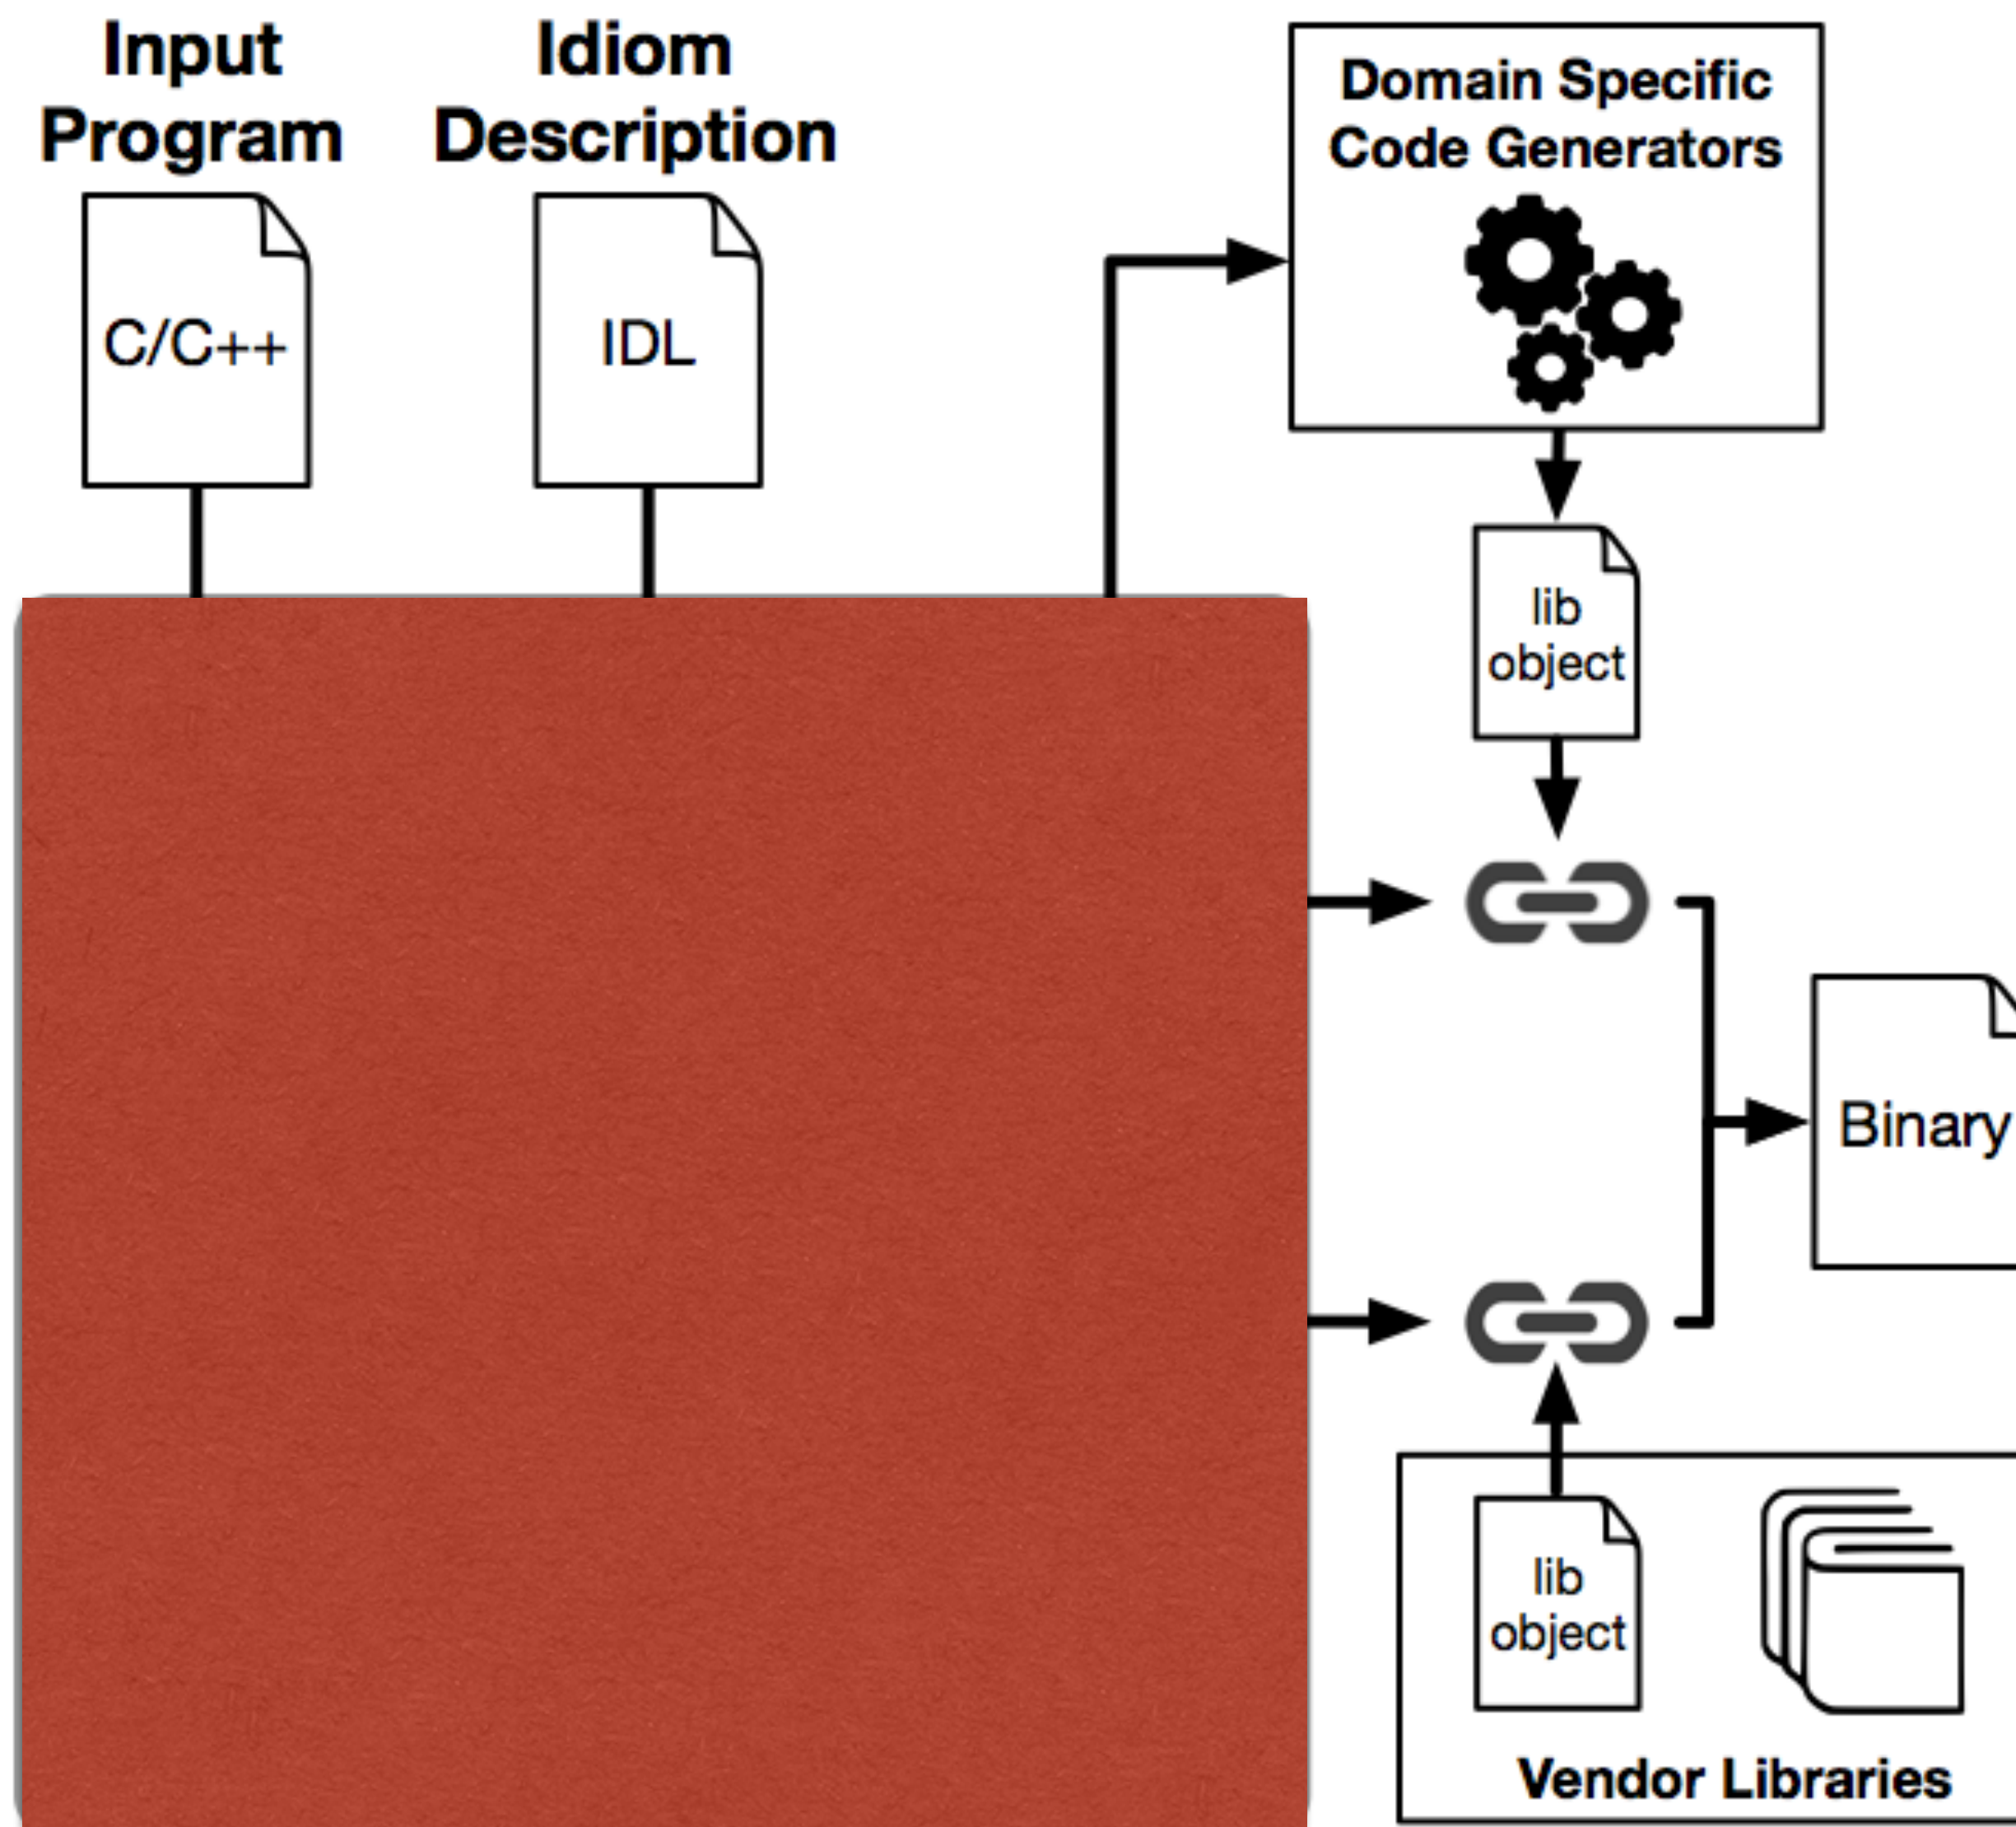 Input
Program
Idiom
Description
Domain Specific
Code Generators
C/C++
IDL
lib
object
Binary
lib
object
Vendor Libraries